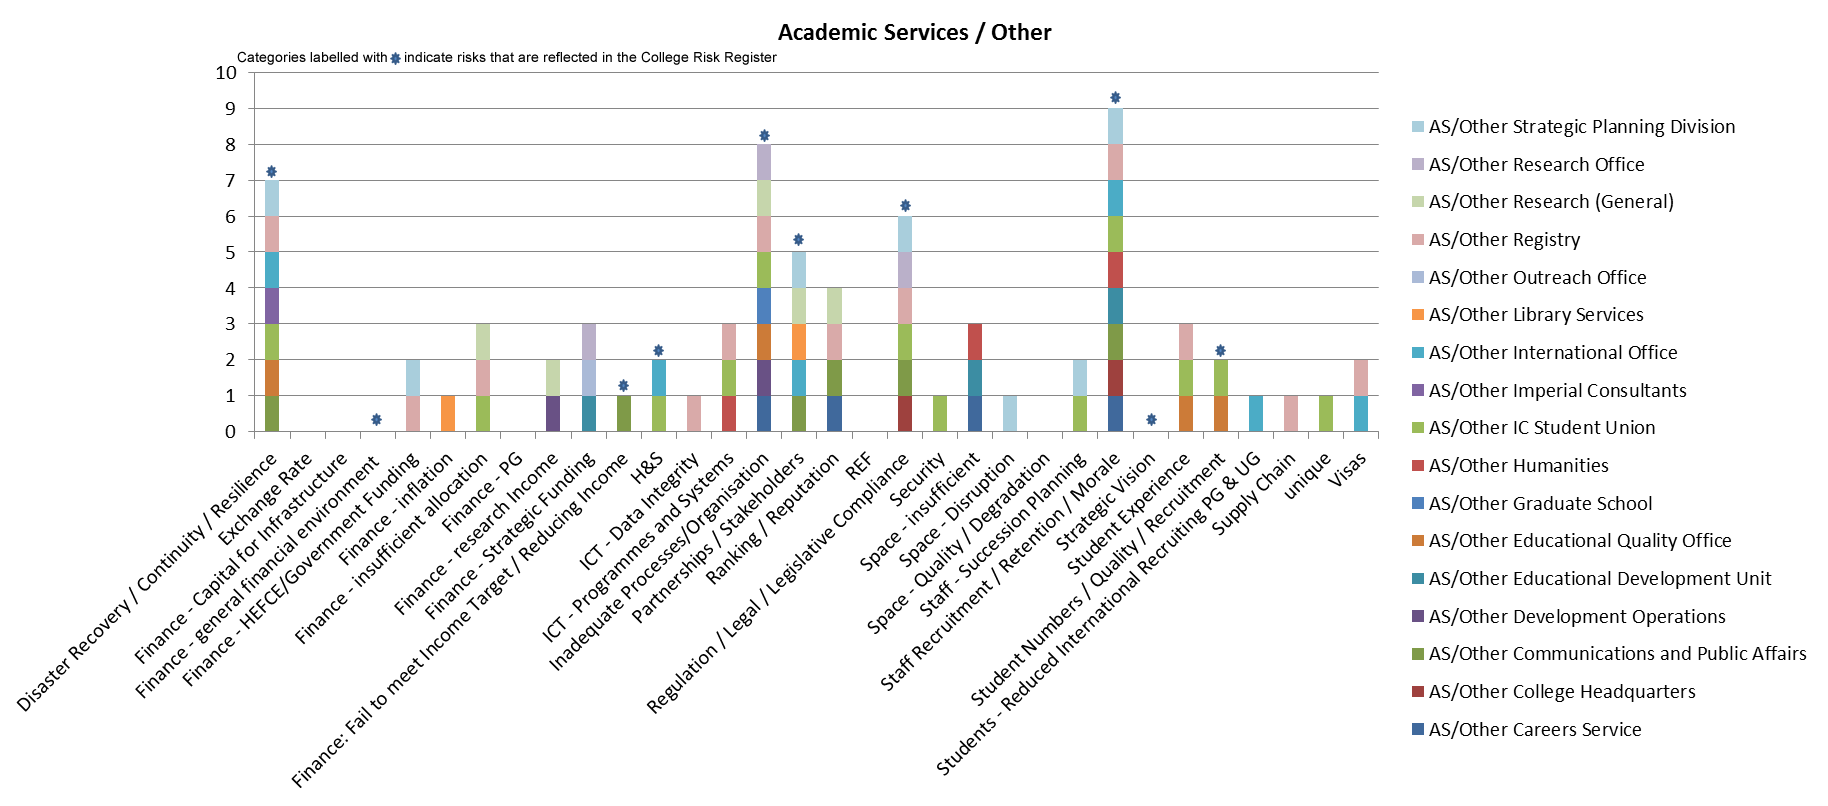 Academic Services / Other
Categories labelled with indicate risks that are reflected in the College Risk Register
10
9
8
7
6
5
4
3
2
1
0
Disaster Recovery / Continuity / Resilience
Exchange Rate
Finance - Capital for Infrastructure
Finance - general financial environment
Finance - HEFCE/Government Funding
Finance - inflation
Finance - insufficient allocation
Finance - PG
Finance - research Income
Finance - Strategic Funding
Finance: Fail to meet Income Target / Reducing Income
H&S
ICT - Data Integrity
ICT - Programmes and Systems
Inadequate Processes/Organisation
Partnerships / Stakeholders
Ranking / Reputation
REF
Regulation / Legal / Legislative Compliance
Security
Space - insufficient
Space - Disruption
Space - Quality / Degradation
Staff - Succession Planning
Staff Recruitment / Retention / Morale
Strategic Vision
Student Experience
Student Numbers / Quality / Recruitment
Students - Reduced International Recruiting PG & UG
Supply Chain
unique
Visas
AS/Other Strategic Planning Division
AS/Other Research Office
AS/Other Research (General)
AS/Other Registry
AS/Other Outreach Office
AS/Other Library Services
AS/Other International Office
AS/Other Imperial Consultants
AS/Other IC Student Union
AS/Other Humanities
AS/Other Graduate School
AS/Other Educational Quality Office
AS/Other Educational Development Unit
AS/Other Development Operations
AS/Other Communications and Public Affairs
AS/Other College Headquarters
AS/Other Careers Service